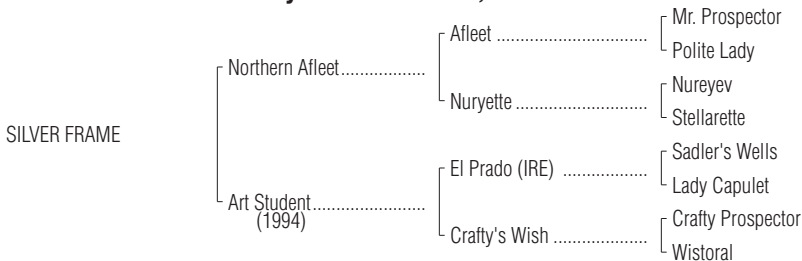 Mr. Prospector
Afleet
Polite Lady
Northern Afleet
Nureyev
Nuryette
Stellarette
SILVER FRAME
Sadler's Wells
El Prado (IRE)
Lady Capulet
Art Student
(1994)
Crafty Prospector
Crafty's Wish
Wistoral